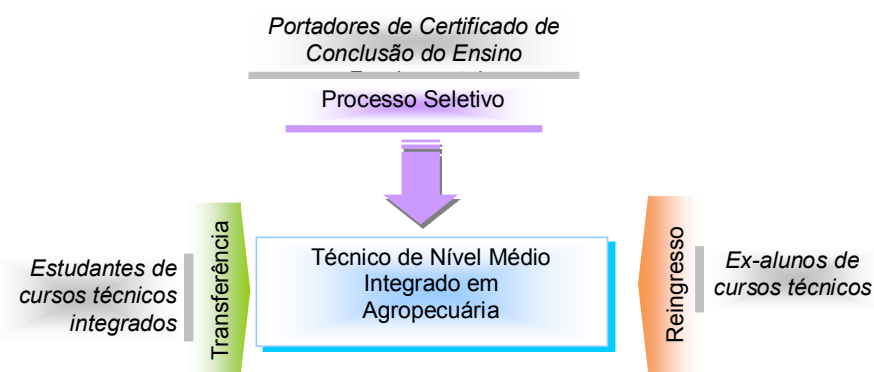 Portadores de Certificado de
Conclusão do Ensino
Processo Seletivo
Transferência
Estudantes de
cursos técnicos
integrados
Técnico de Nível Médio
Integrado em
Agropecuária
Reingresso
Ex-alunos de
cursos técnicos